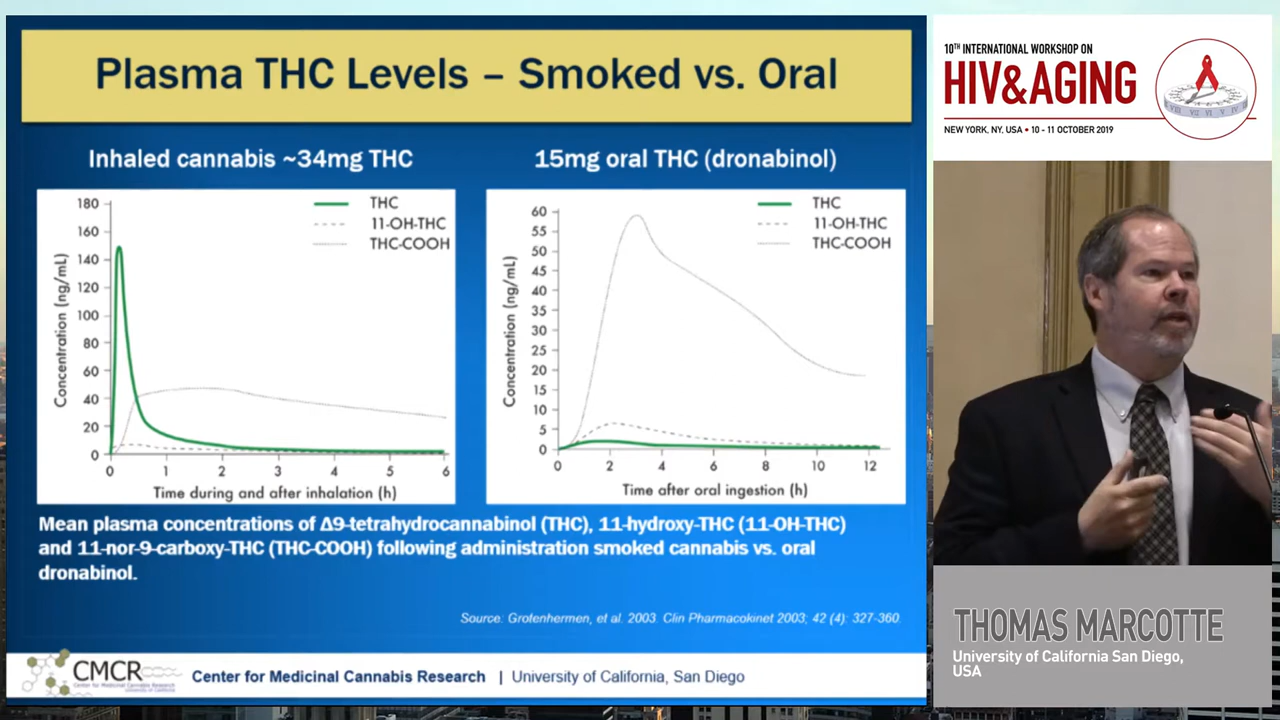 Plasma THC Levels – Smoked vs. Oral
Inhaled cannabis ~34mg THC
180
160
140
120
100
80
60
40
20
0
Concentration (ng/mL)
THC
11-OH-THC
THC-COOH
0 1 2 3 4 5 6
Time during and after inhalation (h)
15mg oral THC (dronabinol)
60
55
50
45
40
35
30
25
20
15
10
5
0
Concentration (ng/mL)
THC
11-OH-THC
THC-COOH
0 2 4 6 8 10 12
Time after oral ingestion (h)
Mean plasma concentrations of Δ9-tetrahydrocannabinol (THC), 11-hydroxy-THC (11-OH-THC)
and 11-nor-9-carboxy-THC (THC-COOH) following administration smoked cannabis vs. oral
dronabinol.
Source: Grotenhermen, et al. 2003. Clin Pharmacokinet 2003; 42 (4): 327-360.
CMCR
Center for Medicinal Cannabis Research
Center for Medicinal Cannabis Research | University of California, San Diego
10TH INTERNATIONAL WORKSHOP ON
HIV&AGING
NEW YORK, NY, USA • 10 - 11 OCTOBER 2019
THOMAS MARCOTTE
University of California San Diego,
USA